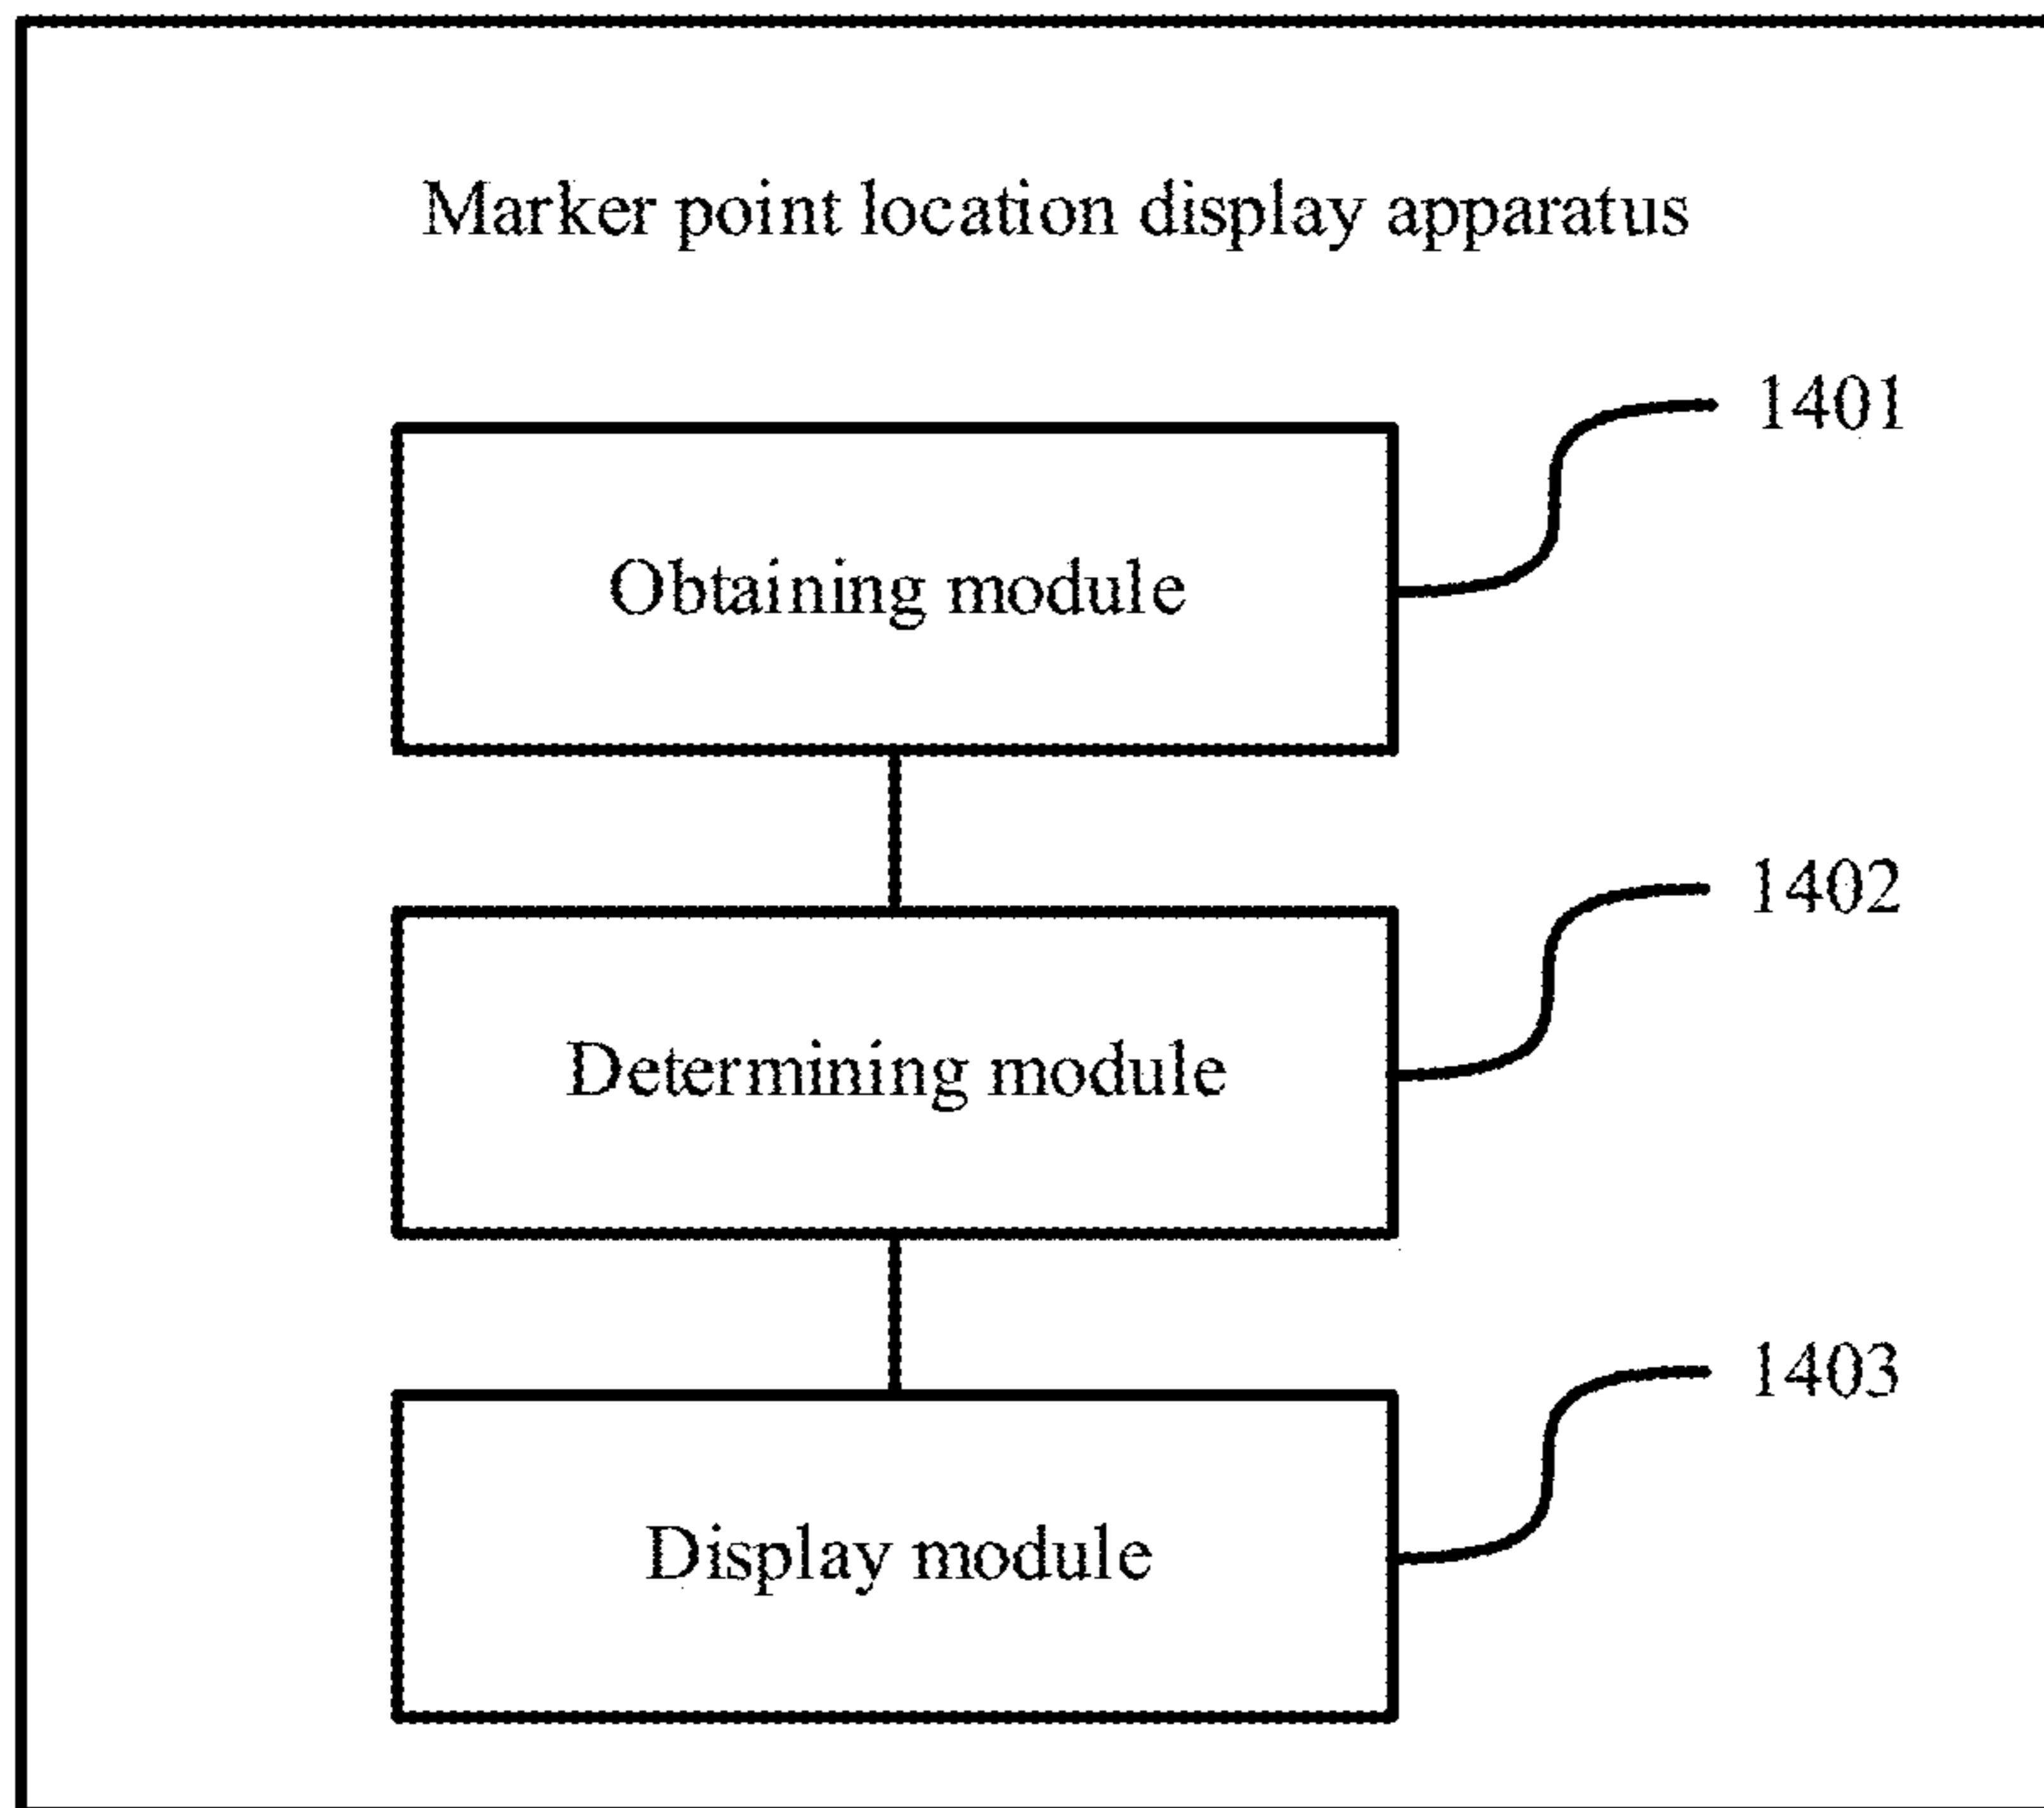 Marker point location display apparatus
1401
Obtaining module
1402
Determining module
1403
Display module